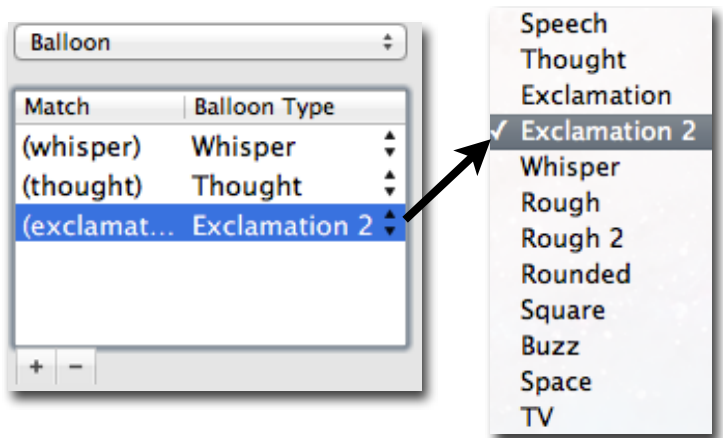 Balloon
Match Balloon Type
(whisper) Whisper
(thought) Thought
(exclamat... Exclamation 2
+ -
Speech
Thought
Exclamation
✓ Exclamation 2
Whisper
Rough
Rough 2
Rounded
Square
Buzz
Space
TV